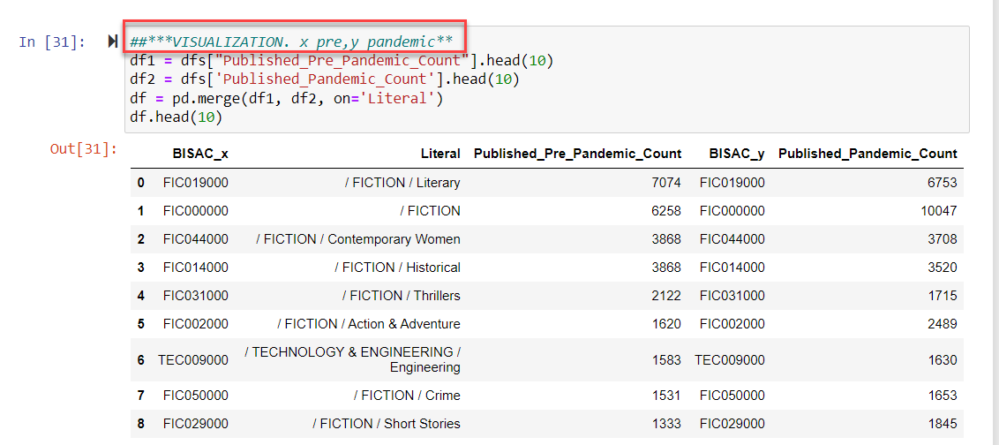 In [31]:
##***VISUALIZATION. x pre,y pandemic**
df1 = dfs["Published_Pre_Pandemic_Count"].head(10)
df2 = dfs['Published_Pandemic_Count'].head(10)
df = pd.merge(df1, df2, on='Literal')
df.head(10)
Out[31]:
BISAC_x Literal Published_Pre_Pandemic_Count BISAC_y Published_Pandemic_Count
0 FIC019000 / FICTION / Literary 7074 FIC019000 6753
1 FIC000000 / FICTION 6258 FIC000000 10047
2 FIC044000 / FICTION / Contemporary Women 3868 FIC044000 3708
3 FIC014000 / FICTION / Historical 3868 FIC014000 3520
4 FIC031000 / FICTION / Thrillers 2122 FIC031000 1715
5 FIC002000 / FICTION / Action & Adventure 1620 FIC002000 2489
6 TEC009000 / TECHNOLOGY & ENGINEERING /
Engineering 1583 TEC009000 1630
7 FIC050000 / FICTION / Crime 1531 FIC050000 1653
8 FIC029000 / FICTION / Short Stories 1333 FIC029000 1845